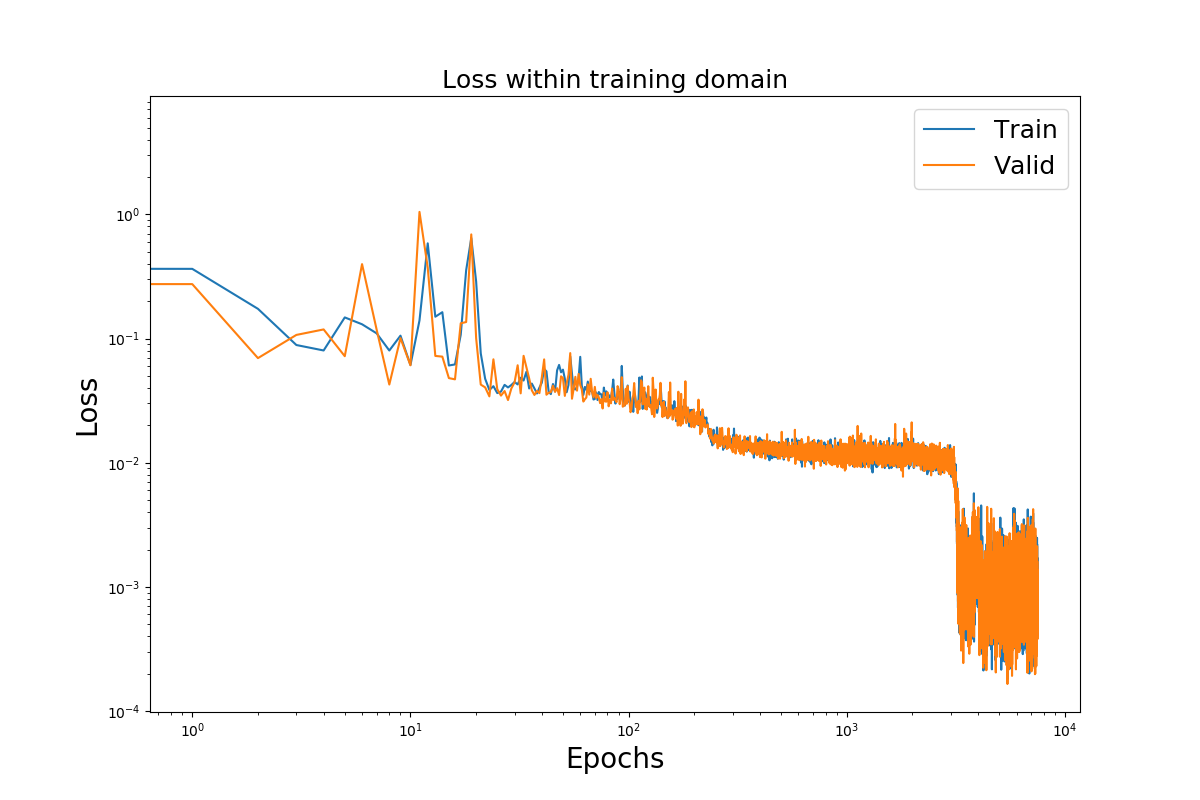 Loss within training domain
Train
Valid
Loss
10⁰
10⁻¹
10⁻²
10⁻³
10⁻⁴
10⁰ 10¹ 10² 10³ 10⁴
Epochs